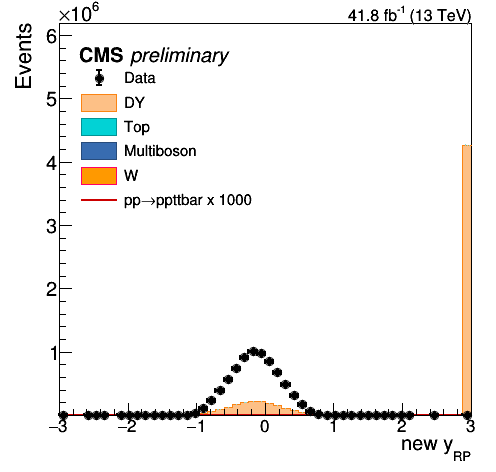 ×10⁶
41.8 fb⁻¹ (13 TeV)
Events
CMS preliminary
Data
DY
Top
Multiboson
W
pp→ppttbar x 1000
6
5
4
3
2
1
−3 −2 −1 0 1 2 3
new y_RP